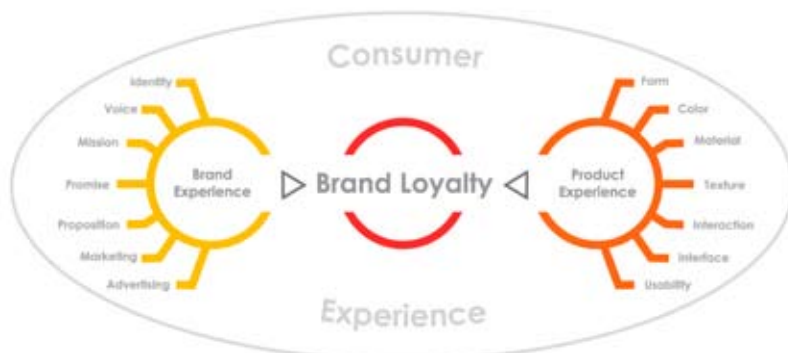 Consumer
Identity
Voice
Mission
Promise
Proposition
Marketing
Advertising
Brand
Experience
Brand Loyalty
Product
Experience
Form
Color
Material
Texture
Interaction
Interface
Usability
Experience